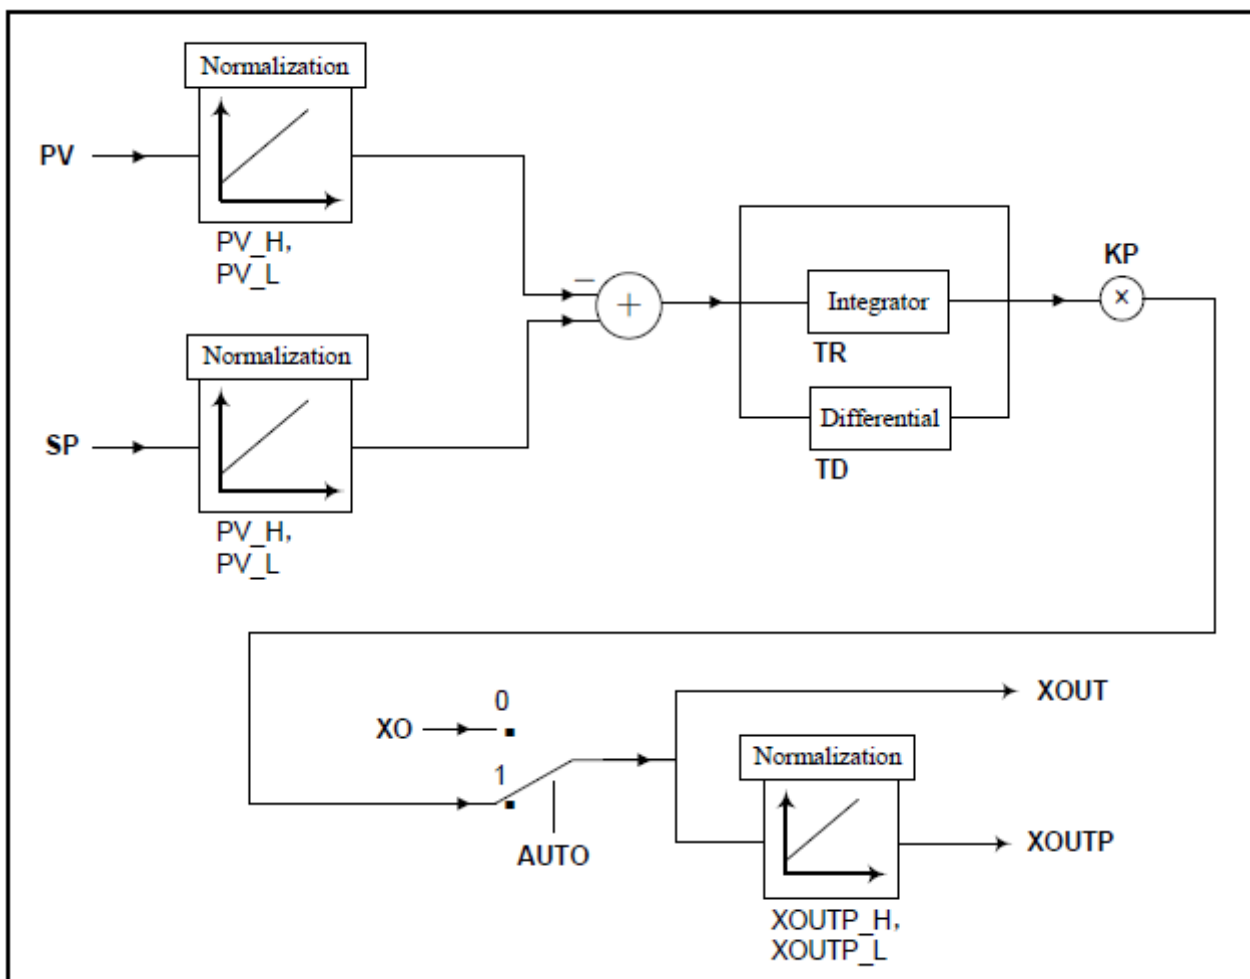 Normalization
PV
PV_H,
PV_L
Normalization
SP
PV_H,
PV_L
−
+
Integrator
TR
Differential
TD
KP
×
0
XO
1
AUTO
XOUT
Normalization
XOUTP
XOUTP_H,
XOUTP_L